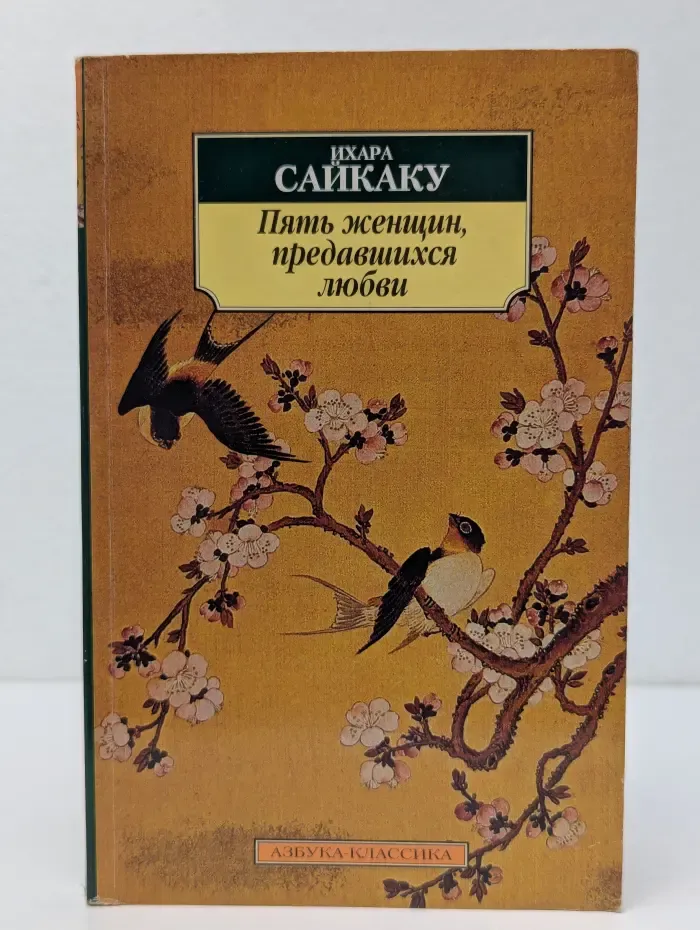 ИХАРА
САЙКАКУ
Пять женщин,
предавшихся
любви
АЗБУКА-КЛАССИКА